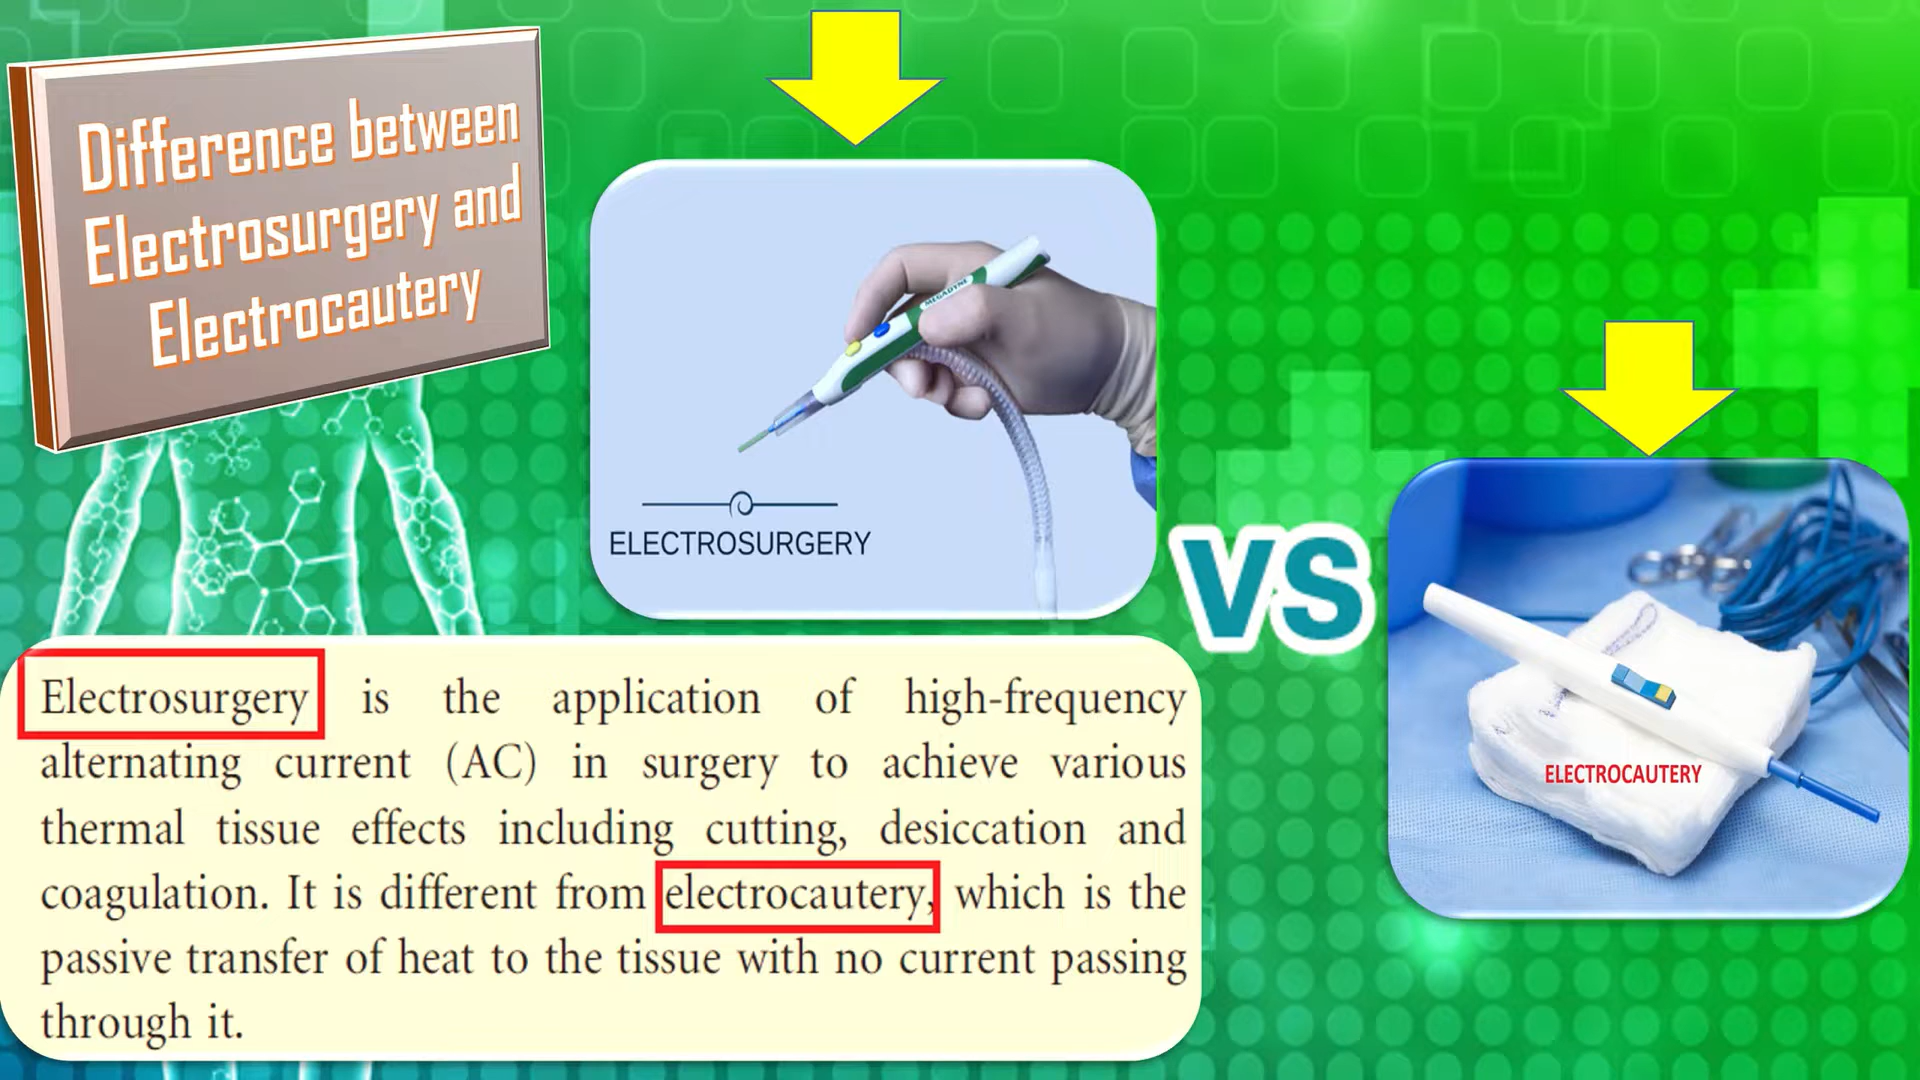 Difference between
Electrosurgery and
Electrocautery
MEGADYNE
ELECTROSURGERY
VS
ELECTROCAUTERY
Electrosurgery is the application of high-frequency
alternating current (AC) in surgery to achieve various
thermal tissue effects including cutting, desiccation and
coagulation. It is different from electrocautery, which is the
passive transfer of heat to the tissue with no current passing
through it.